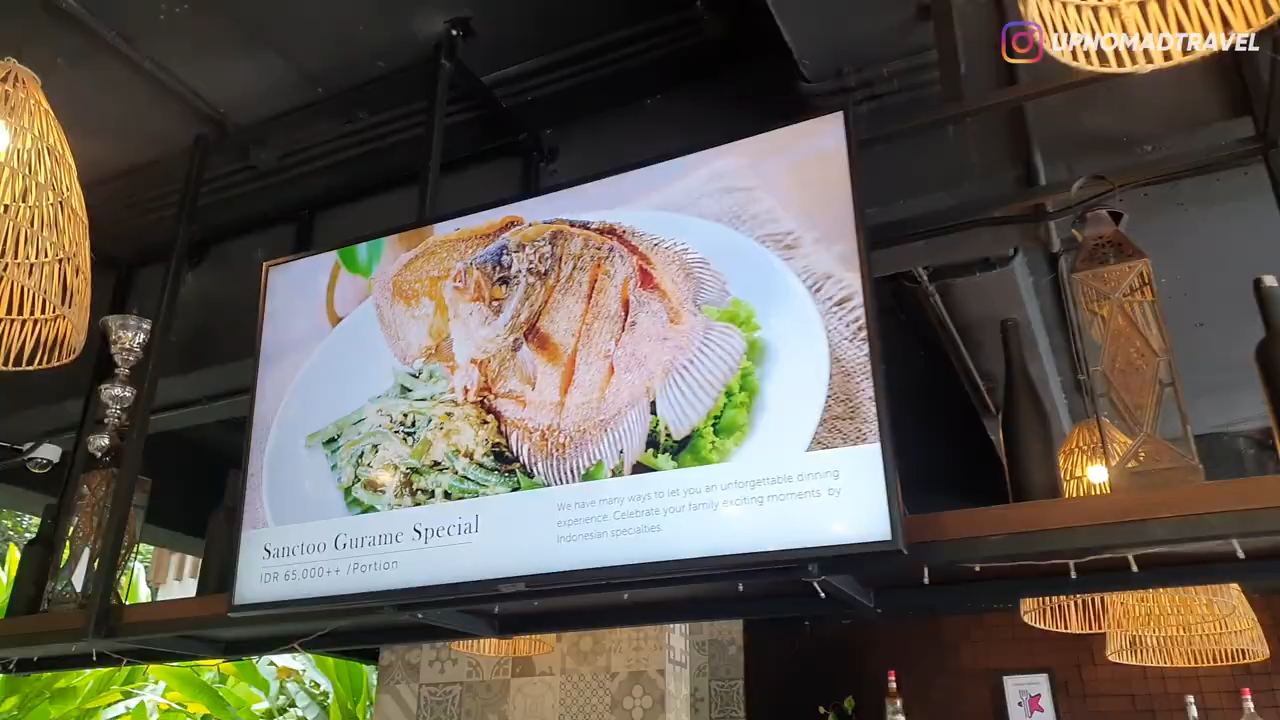 UPNOMADTRAVEL
Sanctoo Gurame Special
IDR 65,000++ /Portion
We have many ways to let you an unforgettable dinning
experience. Celebrate your family exciting moments by
Indonesian specialties.